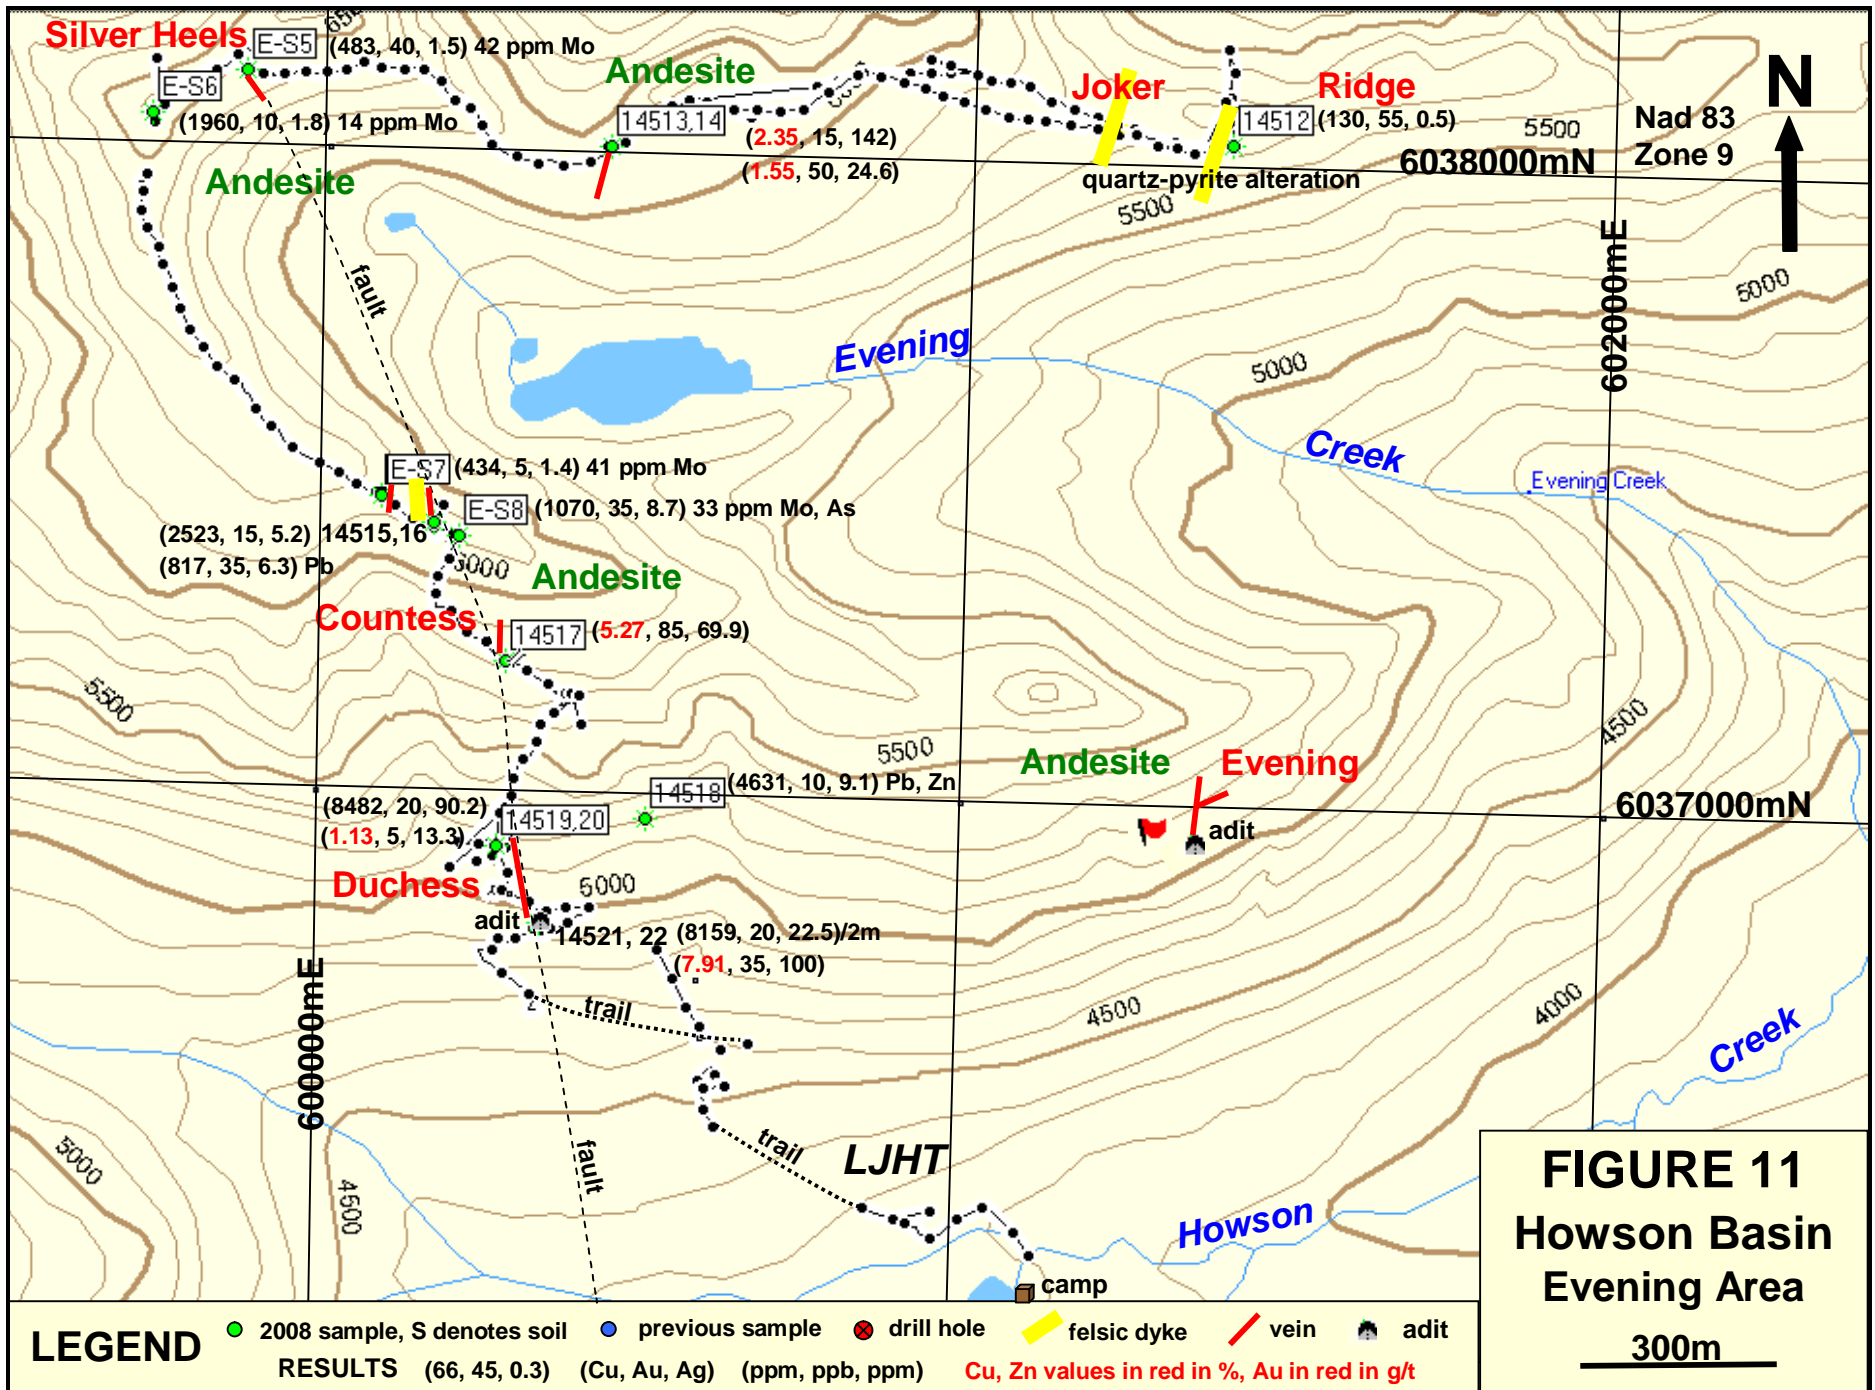 Silver Heels
E-S5
(483, 40, 1.5) 42 ppm Mo
E-S6
(1960, 10, 1.8) 14 ppm Mo
Andesite
Joker
Ridge
N
14513,14
(2.35, 15, 142)
(1.55, 50, 24.6)
14512
(130, 55, 0.5)
5500
Nad 83
Zone 9
6038000mN
quartz-pyrite alteration
5500
Andesite
fault
602000mE
5000
Evening
5000
Creek
Evening Creek
E-S7
(434, 5, 1.4) 41 ppm Mo
E-S8
(1070, 35, 8.7) 33 ppm Mo, As
(2523, 15, 5.2) 14515,16
(817, 35, 6.3) Pb
Andesite
Countess
14517
(5.27, 85, 69.9)
5500
5500
4500
Andesite
Evening
adit
14518
(4631, 10, 9.1) Pb, Zn
6037000mN
(8482, 20, 90.2)
(1.13, 5, 13.3)
14519,20
Duchess
5000
adit
14521, 22
(8159, 20, 22.5)/2m
(7.91, 35, 100)
600000mE
trail
4500
4000
Creek
5000
4500
fault
trail
LJHT
Howson
camp
FIGURE 11
Howson Basin
Evening Area
300m
LEGEND
2008 sample, S denotes soil
previous sample
drill hole
felsic dyke
vein
adit
RESULTS (66, 45, 0.3) (Cu, Au, Ag) (ppm, ppb, ppm)
Cu, Zn values in red in %, Au in red in g/t